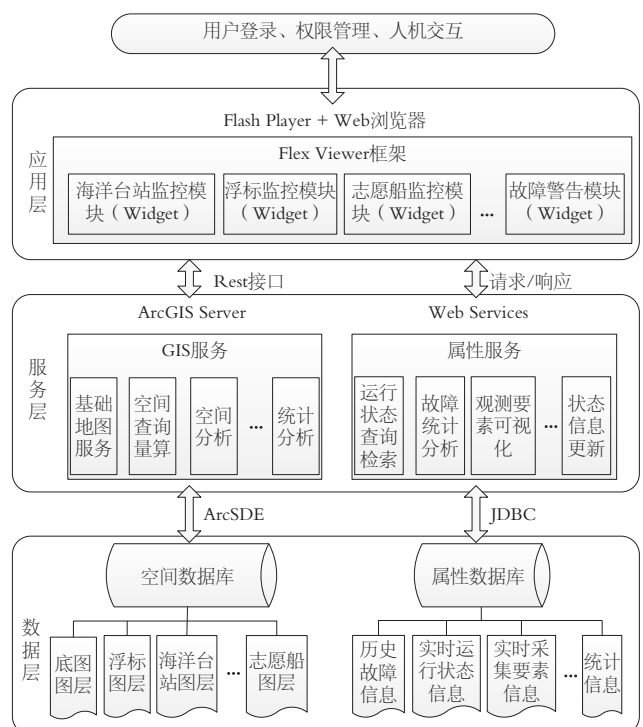 用户登录、权限管理、人机交互
Flash Player + Web浏览器
Flex Viewer框架
应用层
海洋台站监控模
块（Widget）
浮标监控模块
（Widget）
志愿船监控模
块（Widget）
...
故障警告模块
（Widget）
Rest接口
请求/响应
ArcGIS Server
Web Services
服务层
GIS服务
基础
地图
服务
空间
查询
量算
空间
分析
...
统计
分析
属性服务
运行
状态
查询
检索
故障
统计
分析
观测要
素可视
化
...
状态
信息
更新
ArcSDE
JDBC
数据层
空间数据库
底图
图层
浮标
图层
海洋台
站图层
...
志愿船
图层
属性数据库
历史
故障
信息
实时运
行状态
信息
实时采
集要素
信息
...
统计
信息